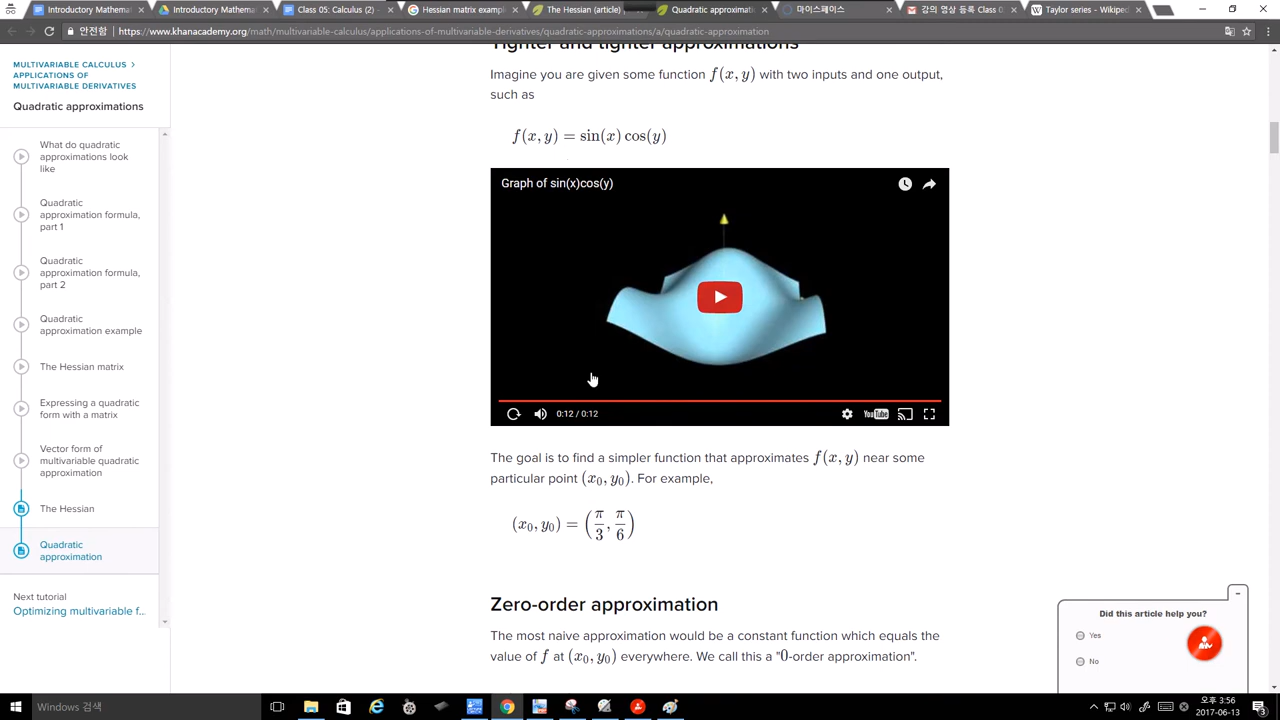 Introductory Mathemat
Introductory Mathemat
Class 05: Calculus (2) -
Hessian matrix exampl
The Hessian (article) |
Quadratic approximati
마이스페이스
강의 영상 등록 Class 0
Taylor series - Wikiped
안전함
https://www.khanacademy.org/math/multivariable-calculus/applications-of-multivariable-derivatives/quadratic-approximations/a/quadratic-approximation
MULTIVARIABLE CALCULUS >
APPLICATIONS OF
MULTIVARIABLE DERIVATIVES
Quadratic approximations
What do quadratic
approximations look
like
Quadratic
approximation formula,
part 1
Quadratic
approximation formula,
part 2
Quadratic
approximation example
The Hessian matrix
Expressing a quadratic
form with a matrix
Vector form of
multivariable quadratic
approximation
The Hessian
Quadratic
approximation
Next tutorial
Optimizing multivariable f...
Tighter and tighter approximations
Imagine you are given some function f(x, y) with two inputs and one output,
such as
f(x, y) = sin(x) cos(y)
Graph of sin(x)cos(y)
0:12 / 0:12
YouTube
The goal is to find a simpler function that approximates f(x, y) near some
particular point (x₀, y₀). For example,
(x₀, y₀) = (π/3, π/6)
Zero-order approximation
The most naive approximation would be a constant function which equals the
value of f at (x₀, y₀) everywhere. We call this a "0-order approximation".
Did this article help you?
Yes
No
Windows 검색
오후 3:56
2017-06-13
3